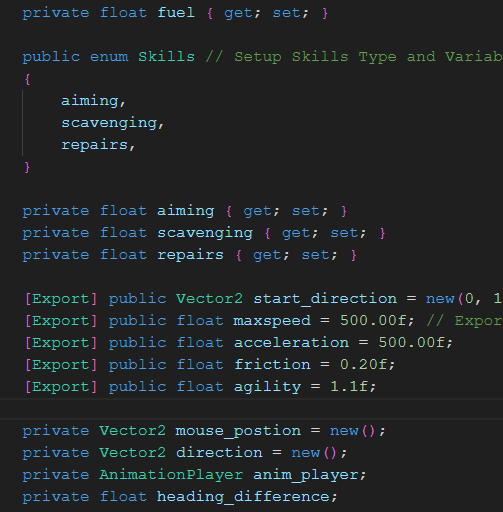 private float fuel { get; set; }
public enum Skills // Setup Skills Type and Variab
{
aiming,
scavenging,
repairs,
}
private float aiming { get; set; }
private float scavenging { get; set; }
private float repairs { get; set; }
[Export] public Vector2 start_direction = new(0, 1
[Export] public float maxspeed = 500.00f; // Expor
[Export] public float acceleration = 500.00f;
[Export] public float friction = 0.20f;
[Export] public float agility = 1.1f;
private Vector2 mouse_postion = new();
private Vector2 direction = new();
private AnimationPlayer anim_player;
private float heading_difference;